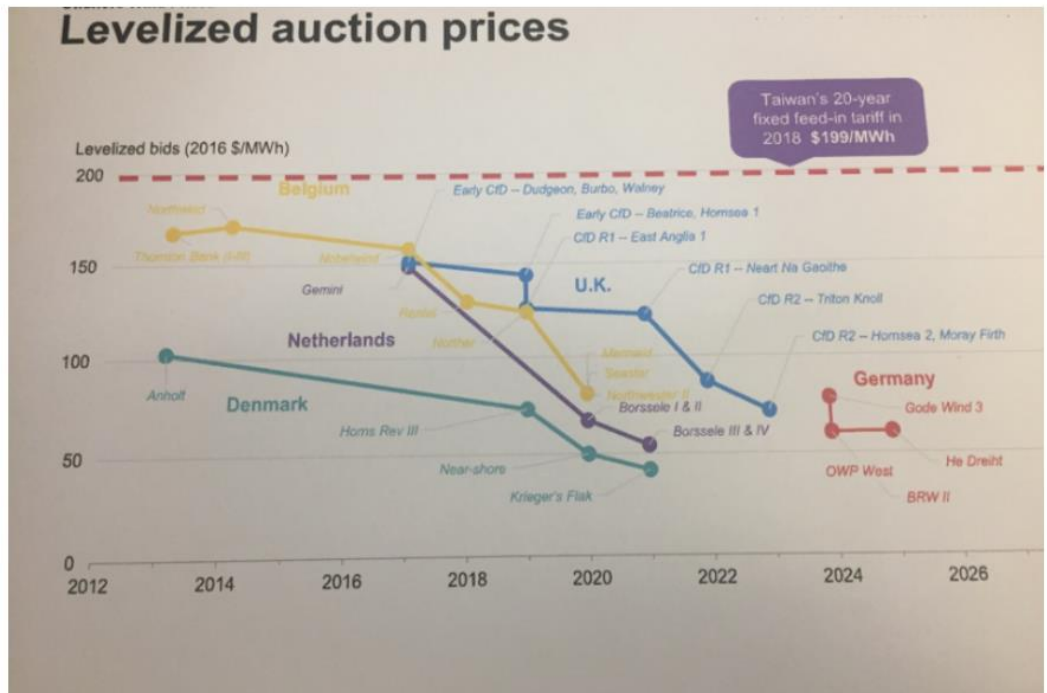 Levelized auction prices
Taiwan's 20-year
fixed feed-in tariff in
2018 $199/MWh
Levelized bids (2016 $/MWh)
200
Belgium
Early CfD – Dudgeon, Burbo, Walney
Northwind
Early CfD – Beatrice, Hornsea 1
CfD R1 – East Anglia 1
Thornton Bank (I-III)
Nobelwind
150
CfD R1 – Neart Na Gaoithe
Gemini
U.K.
CfD R2 – Triton Knoll
Rentel
Netherlands
Norther
CfD R2 – Hornsea 2, Moray Firth
Mermaid
100
Seastar
Germany
Anholt
Northwester II
Denmark
Borssele I & II
Gode Wind 3
Horns Rev III
Borssele III & IV
50
Near-shore
He Dreiht
OWP West
Krieger's Flak
BRW II
0
2012
2014
2016
2018
2020
2022
2024
2026